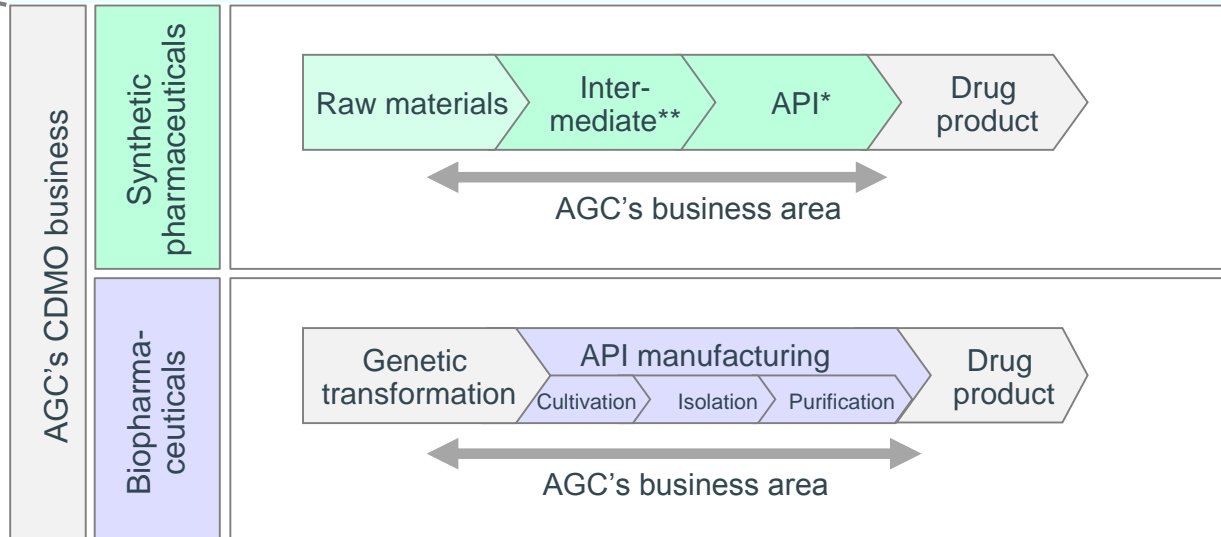 AGC's CDMO business
Synthetic
pharmaceuticals
Raw materials
Inter-
mediate**
API*
Drug
product
AGC's business area
Biopharma-
ceuticals
Genetic
transformation
API manufacturing
Cultivation
Isolation
Purification
Drug
product
AGC's business area